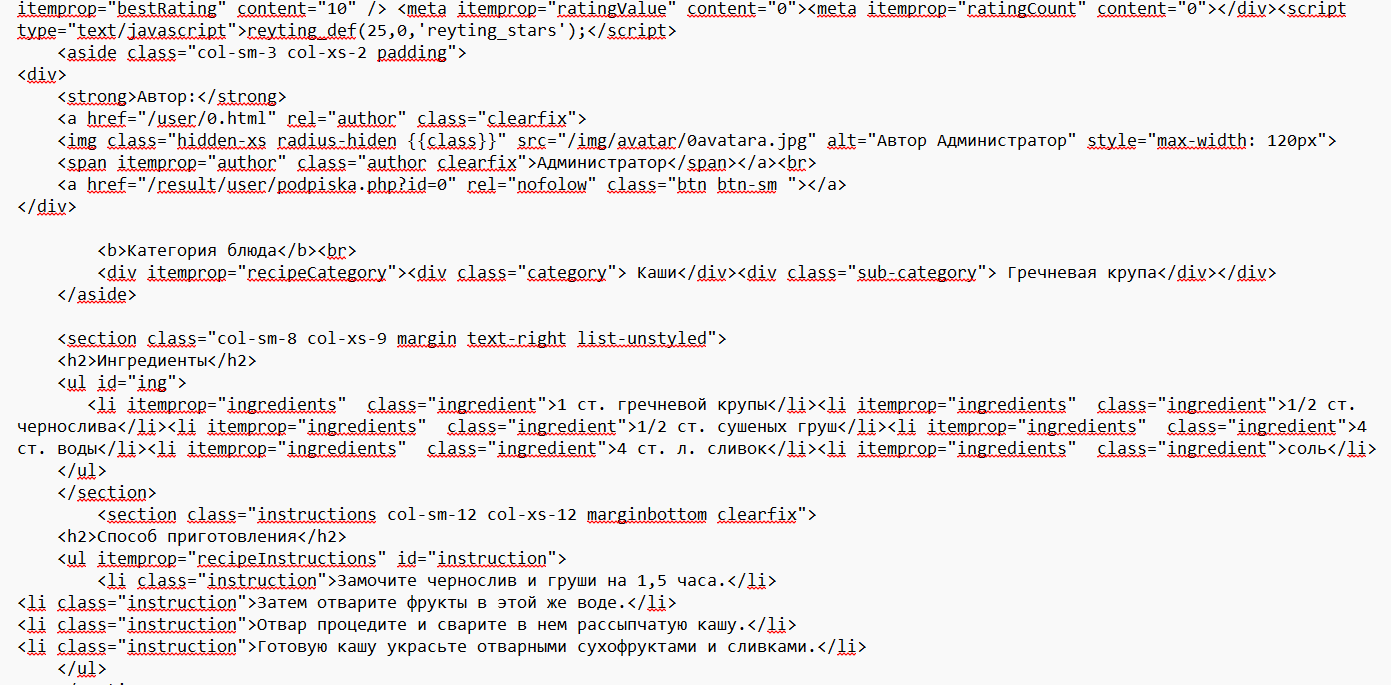 itemprop="bestRating" content="10" /> <meta itemprop="ratingValue" content="0"><meta itemprop="ratingCount" content="0"></div><script
type="text/javascript">reyting_def(25,0,'reyting_stars');</script>
<aside class="col-sm-3 col-xs-2 padding">
<div>
<strong>Автор:</strong>
<a href="/user/0.html" rel="author" class="clearfix">
<img class="hidden-xs radius-hiden {{class}}" src="/img/avatar/0avatara.jpg" alt="Автор Администратор" style="max-width: 120px">
<span itemprop="author" class="author clearfix">Администратор</span></a><br>
<a href="/result/user/podpiska.php?id=0" rel="nofolow" class="btn btn-sm "></a>
</div>
<b>Категория блюда</b><br>
<div itemprop="recipeCategory"><div class="category"> Каши</div><div class="sub-category"> Гречневая крупа</div></div>
</aside>
<section class="col-sm-8 col-xs-9 margin text-right list-unstyled">
<h2>Ингредиенты</h2>
<ul id="ing">
<li itemprop="ingredients"  class="ingredient">1 ст. гречневой крупы</li><li itemprop="ingredients"  class="ingredient">1/2 ст.
чернослива</li><li itemprop="ingredients"  class="ingredient">1/2 ст. сушеных груш</li><li itemprop="ingredients"  class="ingredient">4
ст. воды</li><li itemprop="ingredients"  class="ingredient">4 ст. л. сливок</li><li itemprop="ingredients"  class="ingredient">соль</li>
</ul>
</section>
<section class="instructions col-sm-12 col-xs-12 marginbottom clearfix">
<h2>Способ приготовления</h2>
<ul itemprop="recipeInstructions" id="instruction">
<li class="instruction">Замочите чернослив и груши на 1,5 часа.</li>
<li class="instruction">Затем отварите фрукты в этой же воде.</li>
<li class="instruction">Отвар процедите и сварите в нем рассыпчатую кашу.</li>
<li class="instruction">Готовую кашу украсьте отварными сухофруктами и сливками.</li>
</ul>